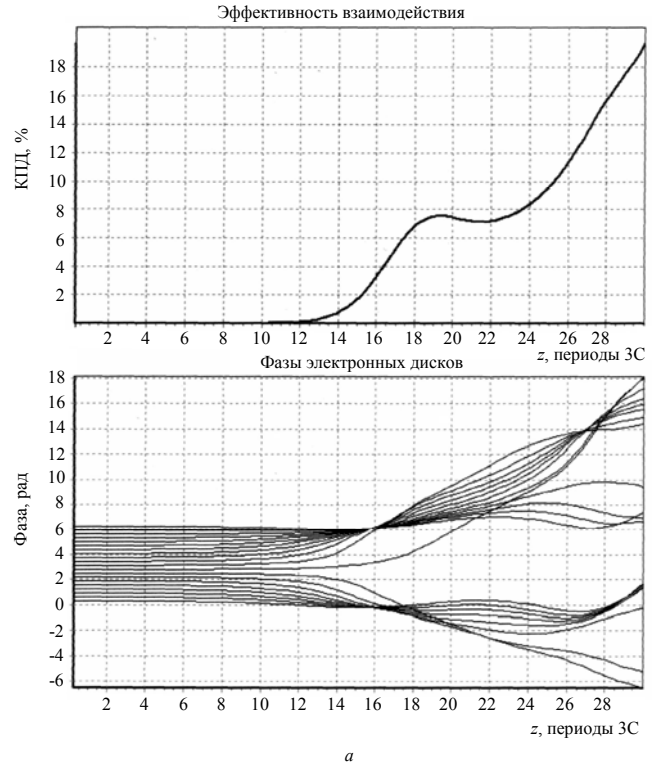 Эффективность взаимодействия
КПД, %
18
16
14
12
10
8
6
4
2
2 4 6 8 10 12 14 16 18 20 22 24 26 28
z, периоды ЗС
Фазы электронных дисков
Фаза, рад
18
16
14
12
10
8
6
4
2
0
-2
-4
-6
2 4 6 8 10 12 14 16 18 20 22 24 26 28
z, периоды ЗС
а